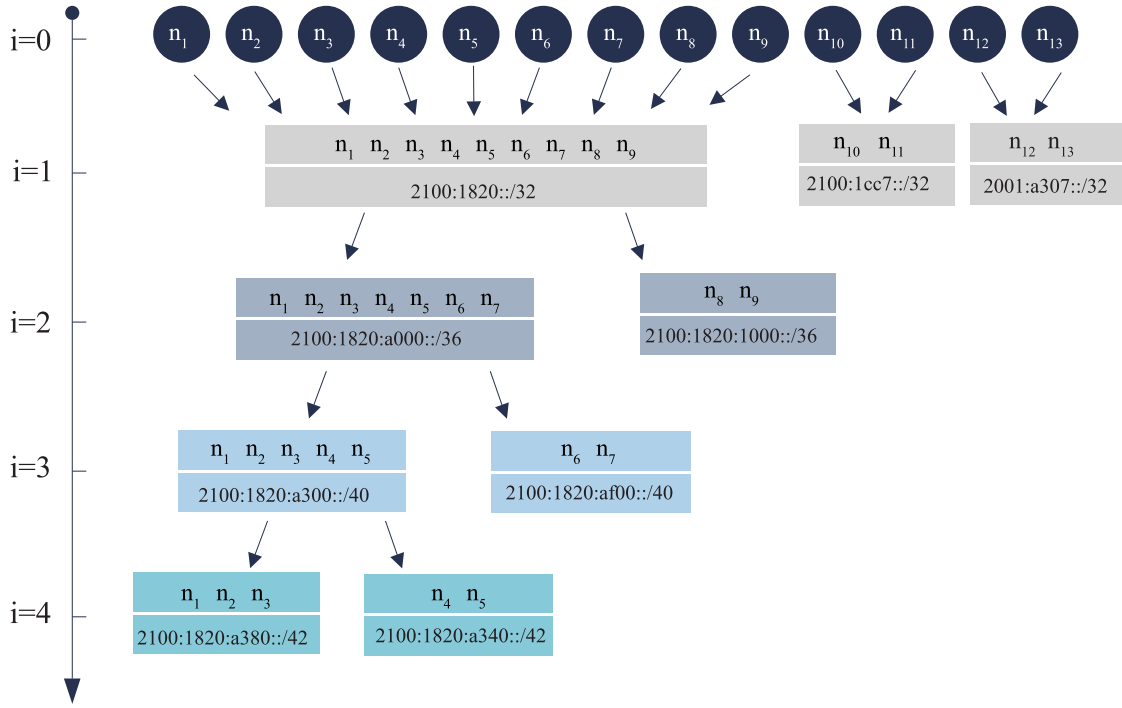 i=0 n₁ n₂ n₃ n₄ n₅ n₆ n₇ n₈ n₉ n₁₀ n₁₁ n₁₂ n₁₃
n₁ n₂ n₃ n₄ n₅ n₆ n₇ n₈ n₉
n₁₀ n₁₁
n₁₂ n₁₃
i=1
2100:1820::/32
2100:1cc7::/32
2001:a307::/32
n₁ n₂ n₃ n₄ n₅ n₆ n₇
n₈ n₉
i=2
2100:1820:a000::/36
2100:1820:1000::/36
n₁ n₂ n₃ n₄ n₅
n₆ n₇
i=3
2100:1820:a300::/40
2100:1820:af00::/40
n₁ n₂ n₃
n₄ n₅
i=4
2100:1820:a380::/42
2100:1820:a340::/42